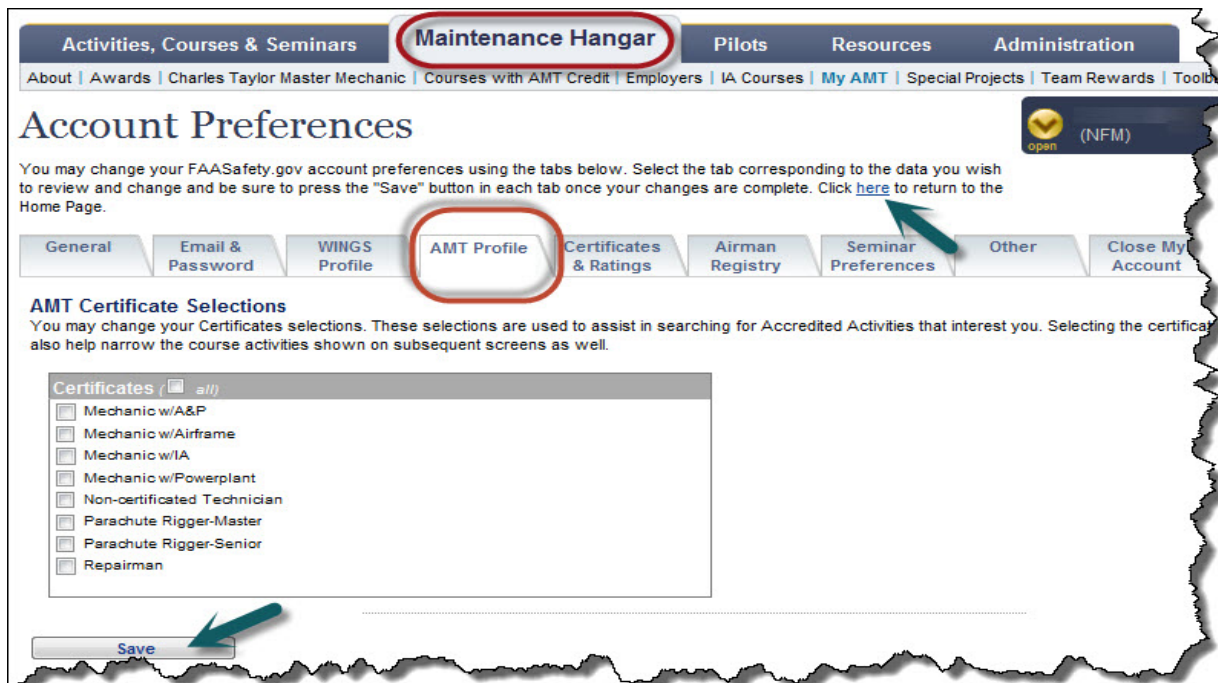 Activities, Courses & Seminars Maintenance Hangar Pilots Resources Administration
About | Awards | Charles Taylor Master Mechanic | Courses with AMT Credit | Employers | IA Courses | My AMT | Special Projects | Team Rewards |
Account Preferences
open (NFM)
You may change your FAASafety.gov account preferences using the tabs below. Select the tab corresponding to the data you wish
to review and change and be sure to press the "Save" button in each tab once your changes are complete. Click here to return to the
Home Page.
General Email & Password WINGS Profile AMT Profile Certificates & Ratings Airman Registry Seminar Preferences Other Close My Account
AMT Certificate Selections
You may change your Certificates selections. These selections are used to assist in searching for Accredited Activities that interest you. Selecting the
also help narrow the course activities shown on subsequent screens as well.
Certificates ( all)
Mechanic w/A&P
Mechanic w/Airframe
Mechanic w/IA
Mechanic w/Powerplant
Non-certificated Technician
Parachute Rigger-Master
Parachute Rigger-Senior
Repairman
Save